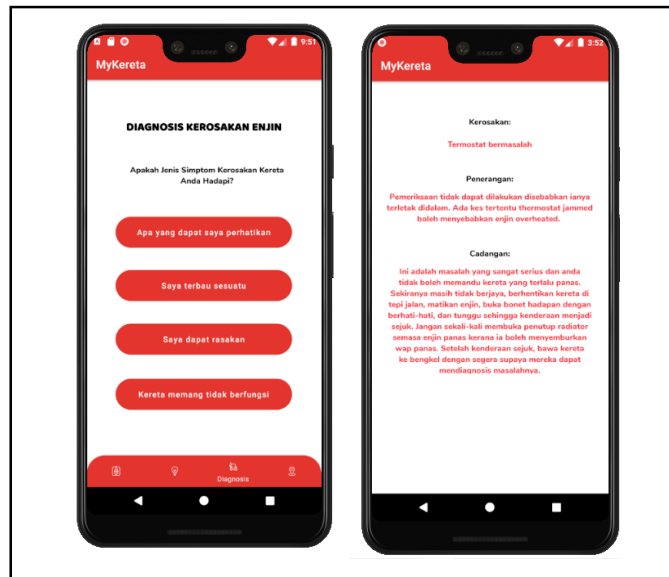 9:51
MyKereta
DIAGNOSIS KEROSAKAN ENJIN
Apakah Jenis Simptom Kerosakan Kereta
Anda Hadapi?
Apa yang dapat saya perhatikan
Saya terbau sesuatu
Saya dapat rasakan
Kereta memang tidak berfungsi
Diagnosis
3:52
MyKereta
Kerosakan:
Termostat bermasalah
Penerangan:
Pemeriksaan tidak dapat dilakukan disebabkan ianya
terletak didalam. Ada kes tertentu thermostat jammed
boleh menyebabkan enjin overheated.
Cadangan:
Ini adalah masalah yang sangat serius dan anda
tidak boleh memandu kereta yang terlalu panas.
Sekiranya masih tidak berjaya, berhentikan kereta di
tepi jalan, matikan enjin, buka bonet hadapan dengan
berhati-hati, dan tunggu sehingga kenderaan menjadi
sejuk. Jangan sekali-kali membuka penutup radiator
semasa enjin panas kerana ia boleh menyemburkan
wap panas. Setelah kenderaan sejuk, bawa kereta
ke bengkel dengan segera supaya mereka dapat
mendiagnosis masalahnya.